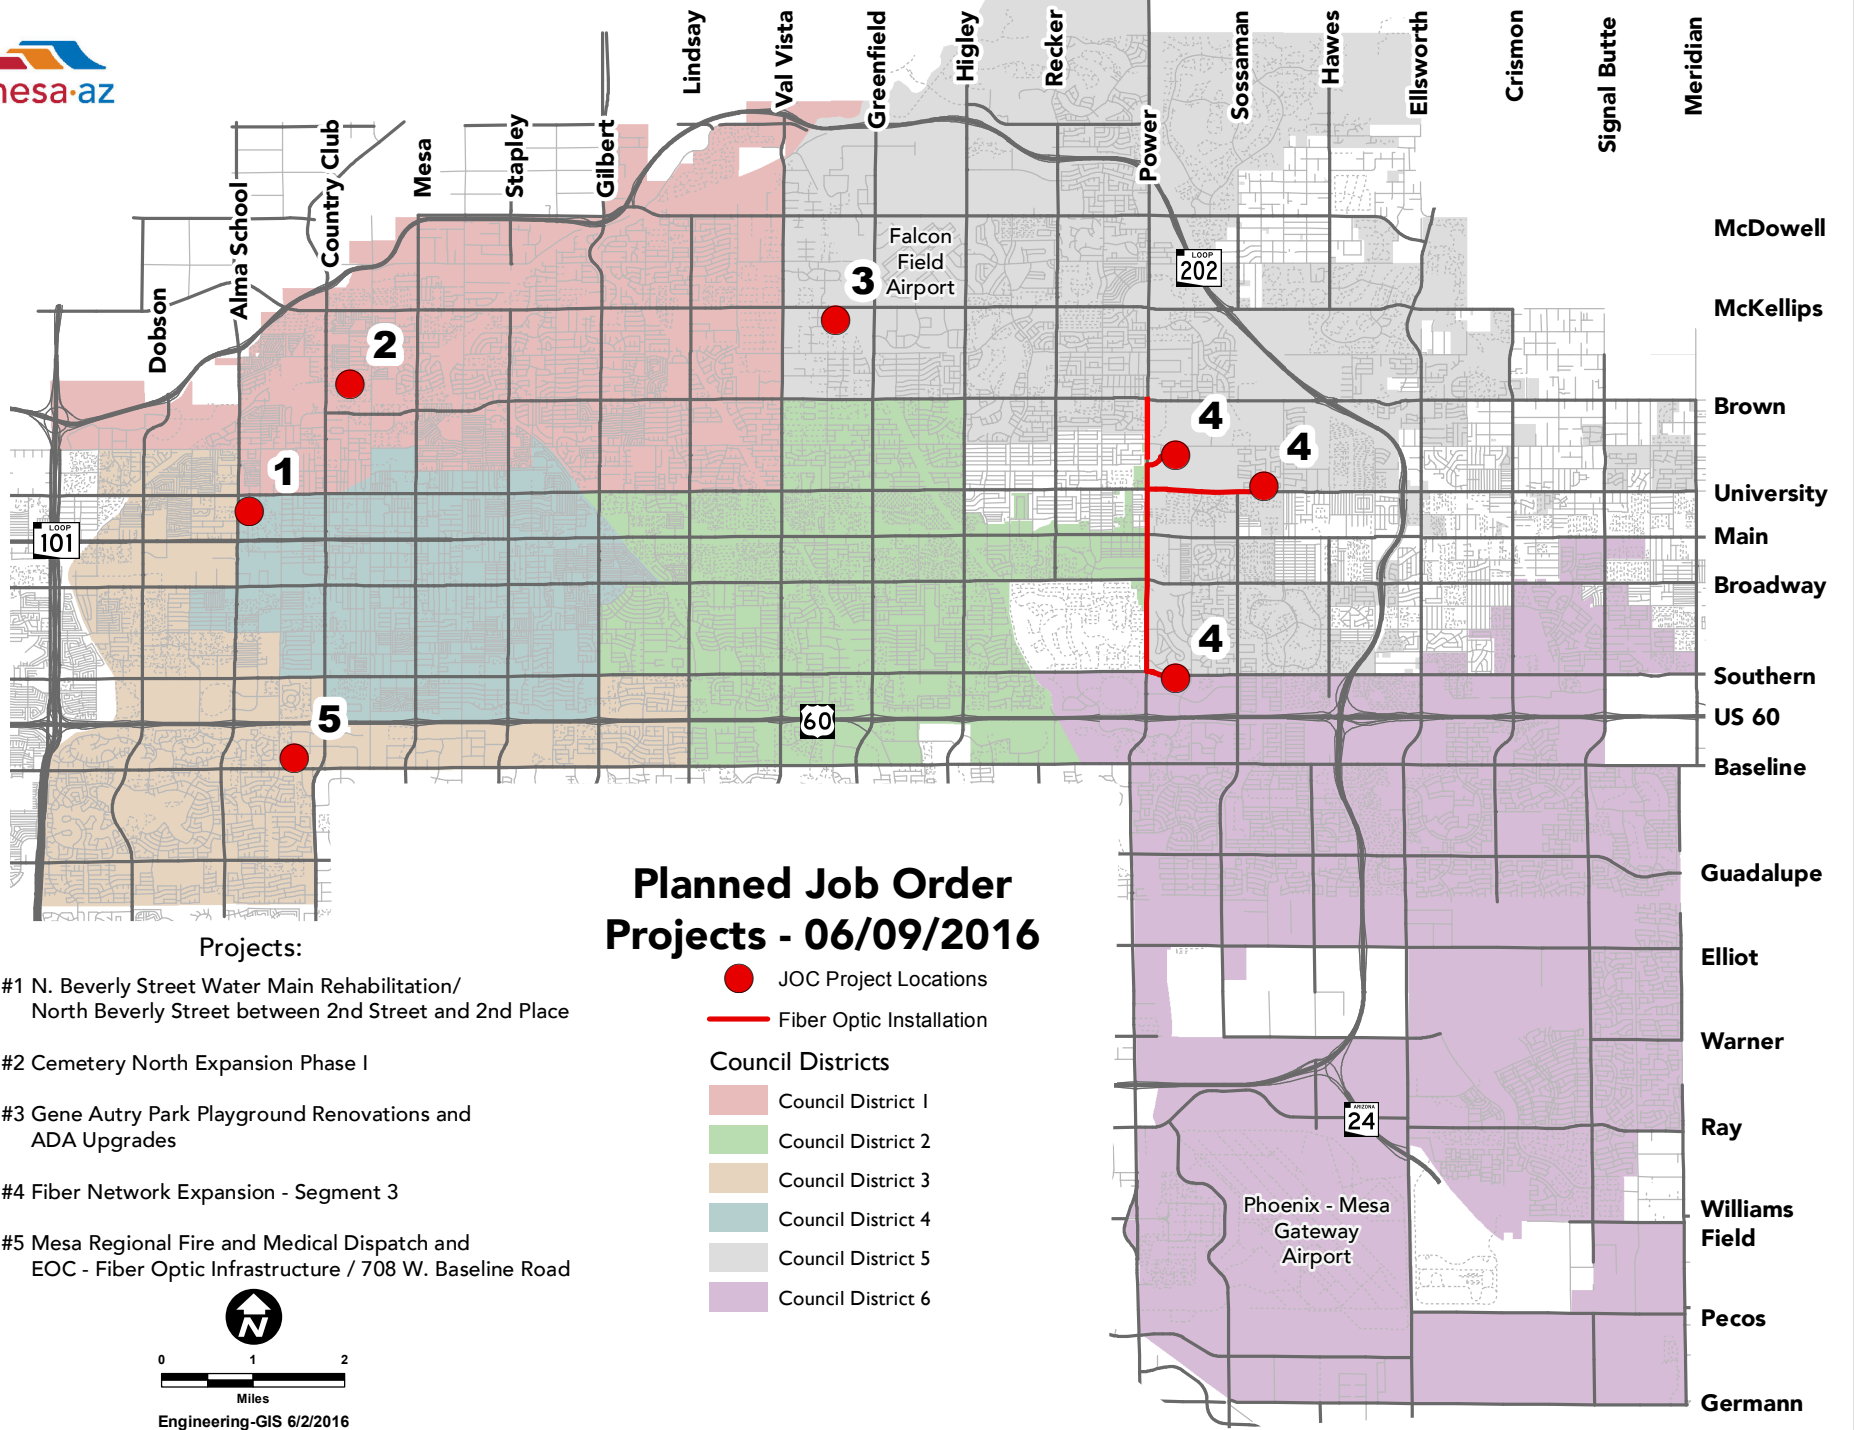 mesa·az
Lindsay
Val Vista
Greenfield
Higley
Recker
Power
Sossaman
Hawes
Ellsworth
Crismon
Signal Butte
Meridian
Dobson
Alma School
Country Club
Mesa
Stapley
Gilbert
McDowell
McKellips
Brown
University
Main
Broadway
Southern
US 60
Baseline
Guadalupe
Elliot
Warner
Ray
Williams
Field
Pecos
Germann
Falcon
Field
Airport
LOOP
202
LOOP
101
60
ARIZONA
24
Phoenix - Mesa
Gateway
Airport
1
2
3
4
4
4
5
Planned Job Order
Projects - 06/09/2016
JOC Project Locations
Fiber Optic Installation
Council Districts
Council District 1
Council District 2
Council District 3
Council District 4
Council District 5
Council District 6
Projects:
#1 N. Beverly Street Water Main Rehabilitation/
North Beverly Street between 2nd Street and 2nd Place
#2 Cemetery North Expansion Phase I
#3 Gene Autry Park Playground Renovations and
ADA Upgrades
#4 Fiber Network Expansion - Segment 3
#5 Mesa Regional Fire and Medical Dispatch and
EOC - Fiber Optic Infrastructure / 708 W. Baseline Road
N
0 1 2
Miles
Engineering-GIS 6/2/2016